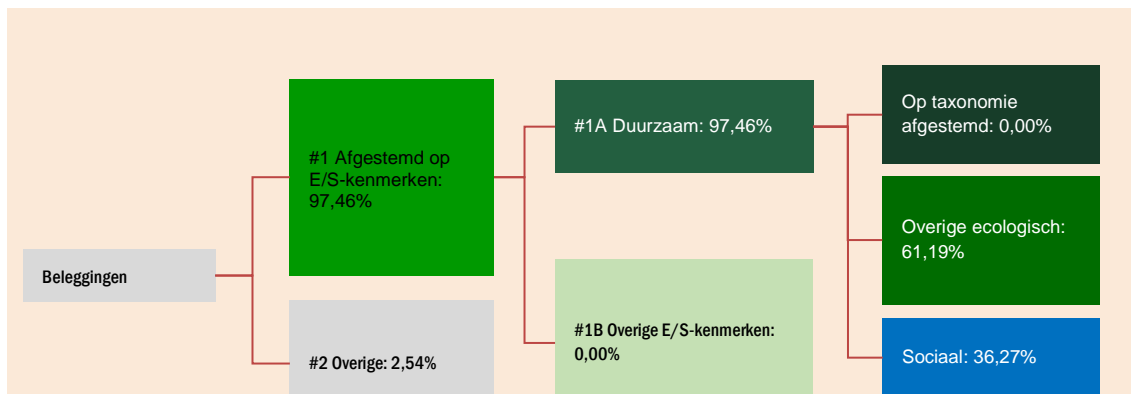 Beleggingen
#1 Afgestemd op
E/S-kenmerken:
97,46%
#2 Overige: 2,54%
#1A Duurzaam: 97,46%
#1B Overige E/S-kenmerken:
0,00%
Op taxonomie
afgestemd: 0,00%
Overige ecologisch:
61,19%
Sociaal: 36,27%